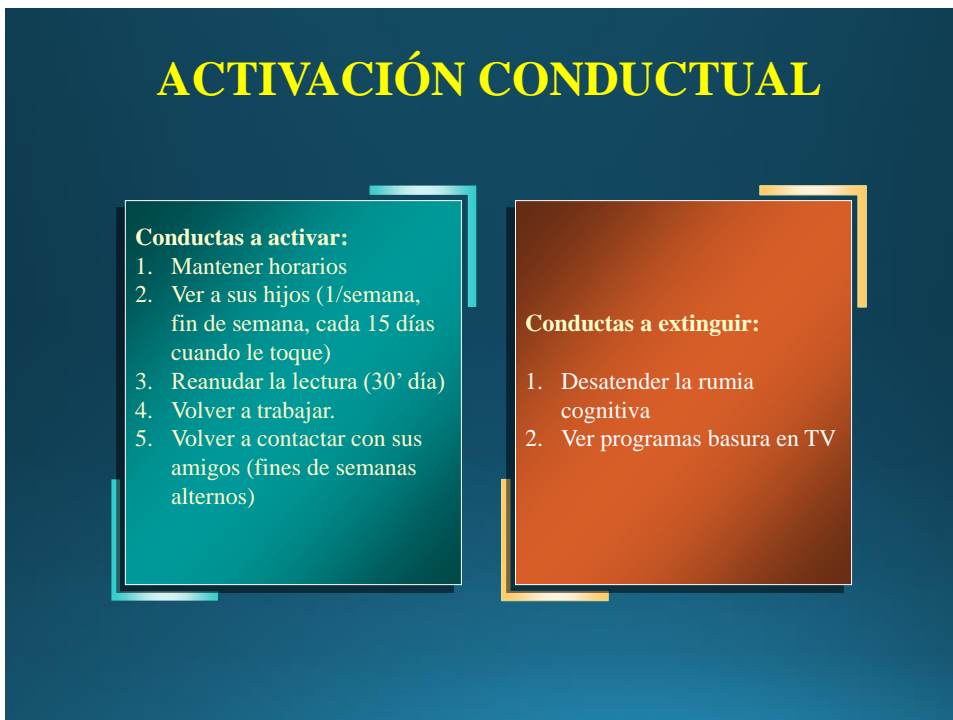 ACTIVACIÓN CONDUCTUAL
Conductas a activar:
1. Mantener horarios
2. Ver a sus hijos (1/semana,
fin de semana, cada 15 días
cuando le toque)
3. Reanudar la lectura (30’ día)
4. Volver a trabajar.
5. Volver a contactar con sus
amigos (fines de semanas
alternos)
Conductas a extinguir:
1. Desatender la rumia
cognitiva
2. Ver programas basura en TV